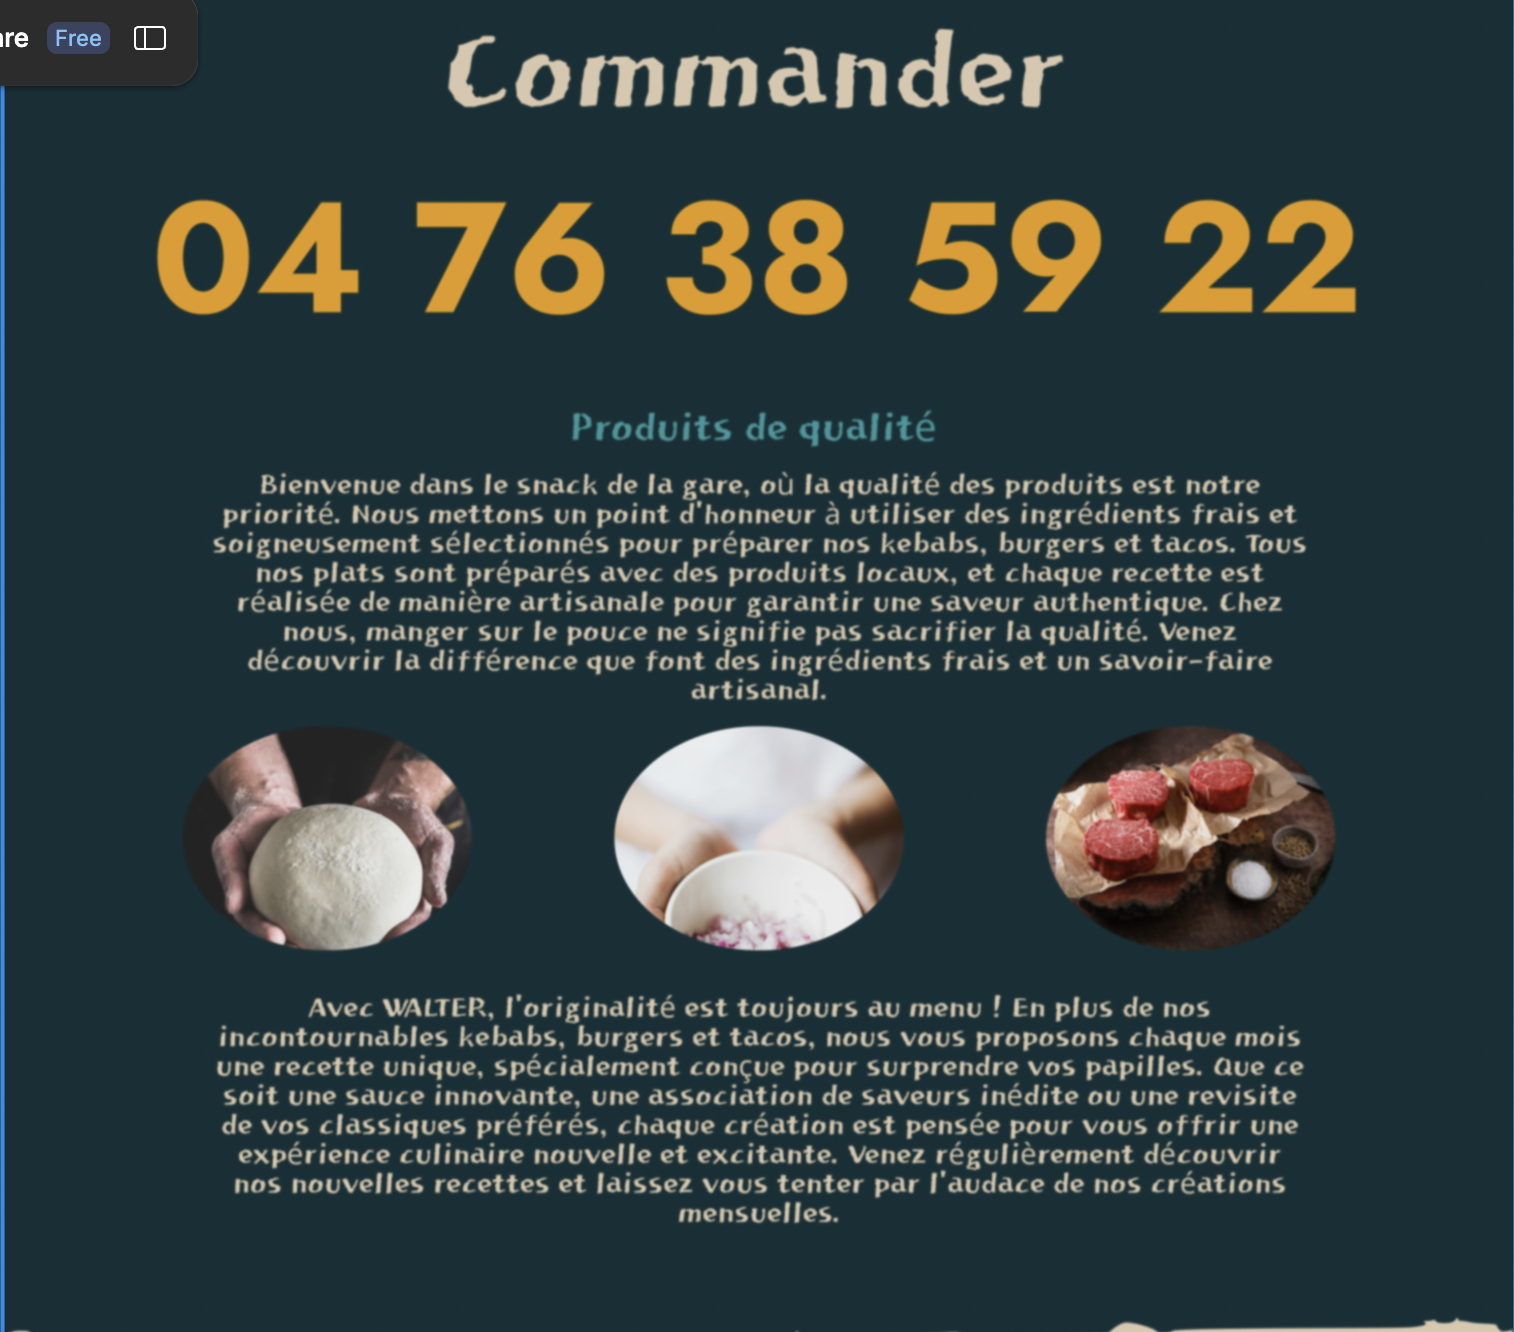 are Free
Commander
04 76 38 59 22
Produits de qualité
Bienvenue dans le snack de la gare, où la qualité des produits est notre
priorité. Nous mettons un point d'honneur à utiliser des ingrédients frais et
soigneusement sélectionnés pour préparer nos kebabs, burgers et tacos. Tous
nos plats sont préparés avec des produits locaux, et chaque recette est
réalisée de manière artisanale pour garantir une saveur authentique. Chez
nous, manger sur le pouce ne signifie pas sacrifier la qualité. Venez
découvrir la différence que font des ingrédients frais et un savoir-faire
artisanal.
Avec WALTER, l'originalité est toujours au menu ! En plus de nos
incontournables kebabs, burgers et tacos, nous vous proposons chaque mois
une recette unique, spécialement conçue pour surprendre vos papilles. Que ce
soit une sauce innovante, une association de saveurs inédite ou une revisite
de vos classiques préférés, chaque création est pensée pour vous offrir une
expérience culinaire nouvelle et excitante. Venez régulièrement découvrir
nos nouvelles recettes et laissez vous tenter par l'audace de nos créations
mensuelles.